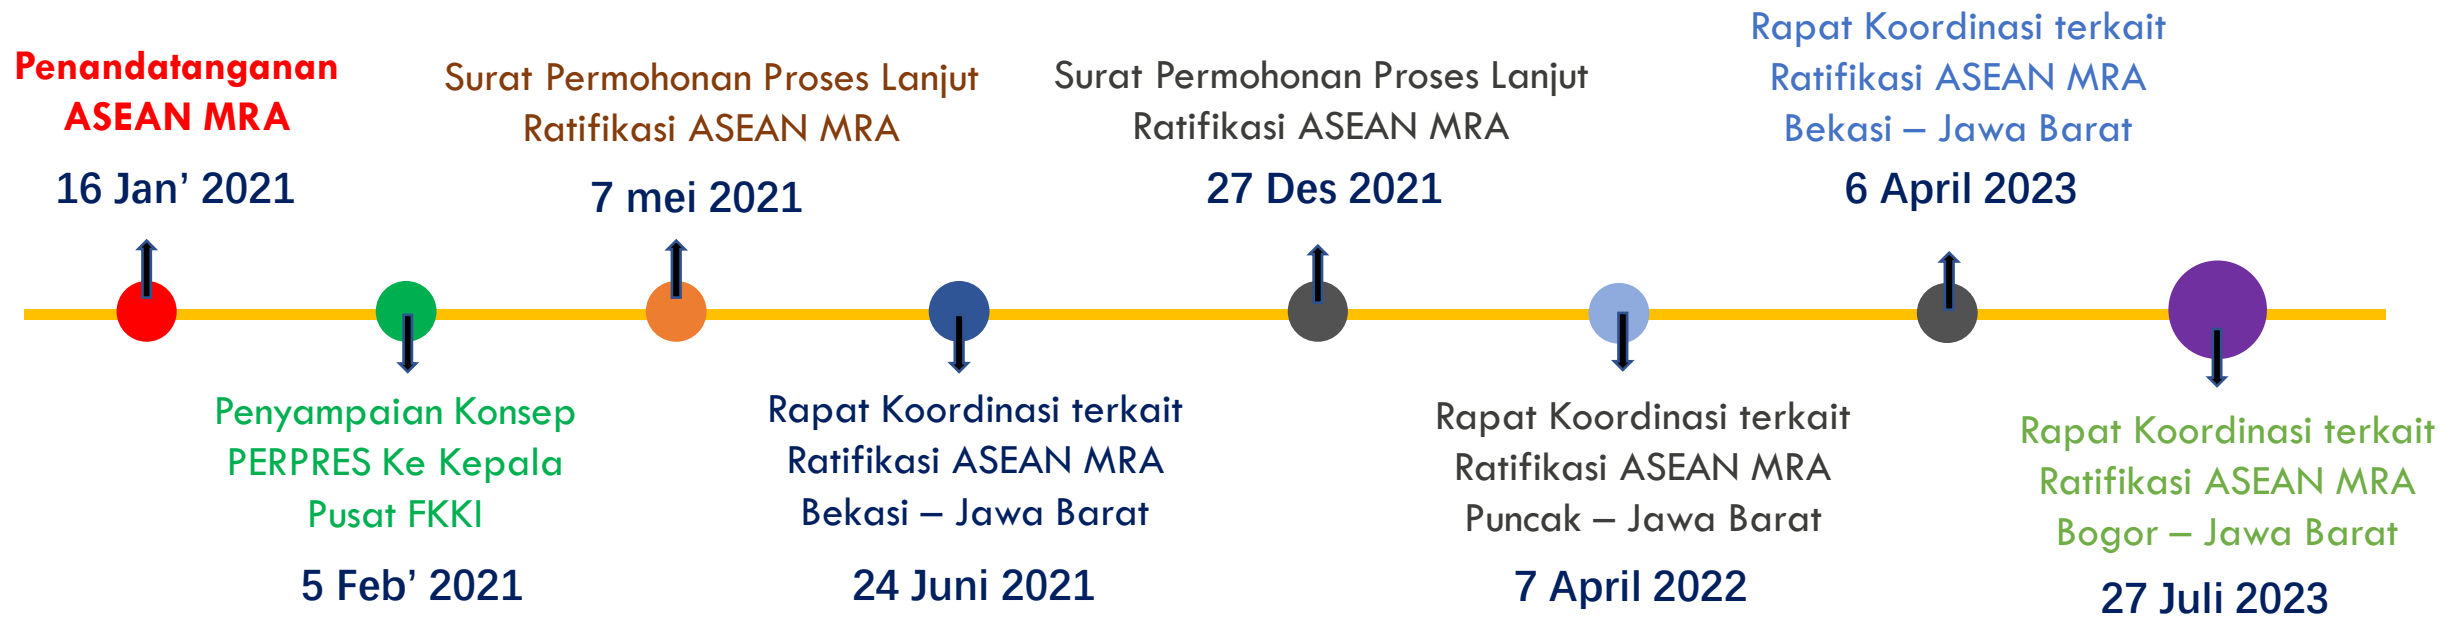 Penandatanganan
ASEAN MRA
16 Jan’ 2021
Penyampaian Konsep
PERPRES Ke Kepala
Pusat FKKI
5 Feb’ 2021
Surat Permohonan Proses Lanjut
Ratifikasi ASEAN MRA
7 mei 2021
Rapat Koordinasi terkait
Ratifikasi ASEAN MRA
Bekasi – Jawa Barat
24 Juni 2021
Surat Permohonan Proses Lanjut
Ratifikasi ASEAN MRA
27 Des 2021
Rapat Koordinasi terkait
Ratifikasi ASEAN MRA
Puncak – Jawa Barat
7 April 2022
Rapat Koordinasi terkait
Ratifikasi ASEAN MRA
Bekasi – Jawa Barat
6 April 2023
Rapat Koordinasi terkait
Ratifikasi ASEAN MRA
Bogor – Jawa Barat
27 Juli 2023